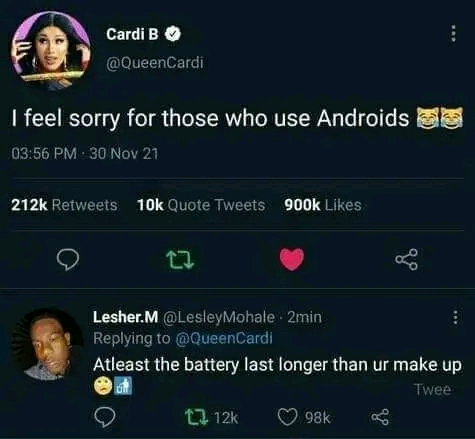 Cardi B
@QueenCardi
I feel sorry for those who use Androids 😹😹
03:56 PM · 30 Nov 21
212k Retweets 10k Quote Tweets 900k Likes
Lesher.M @LesleyMohale · 2min
Replying to @QueenCardi
Atleast the battery last longer than ur make up
🙄🚮
Twee
12k 98k